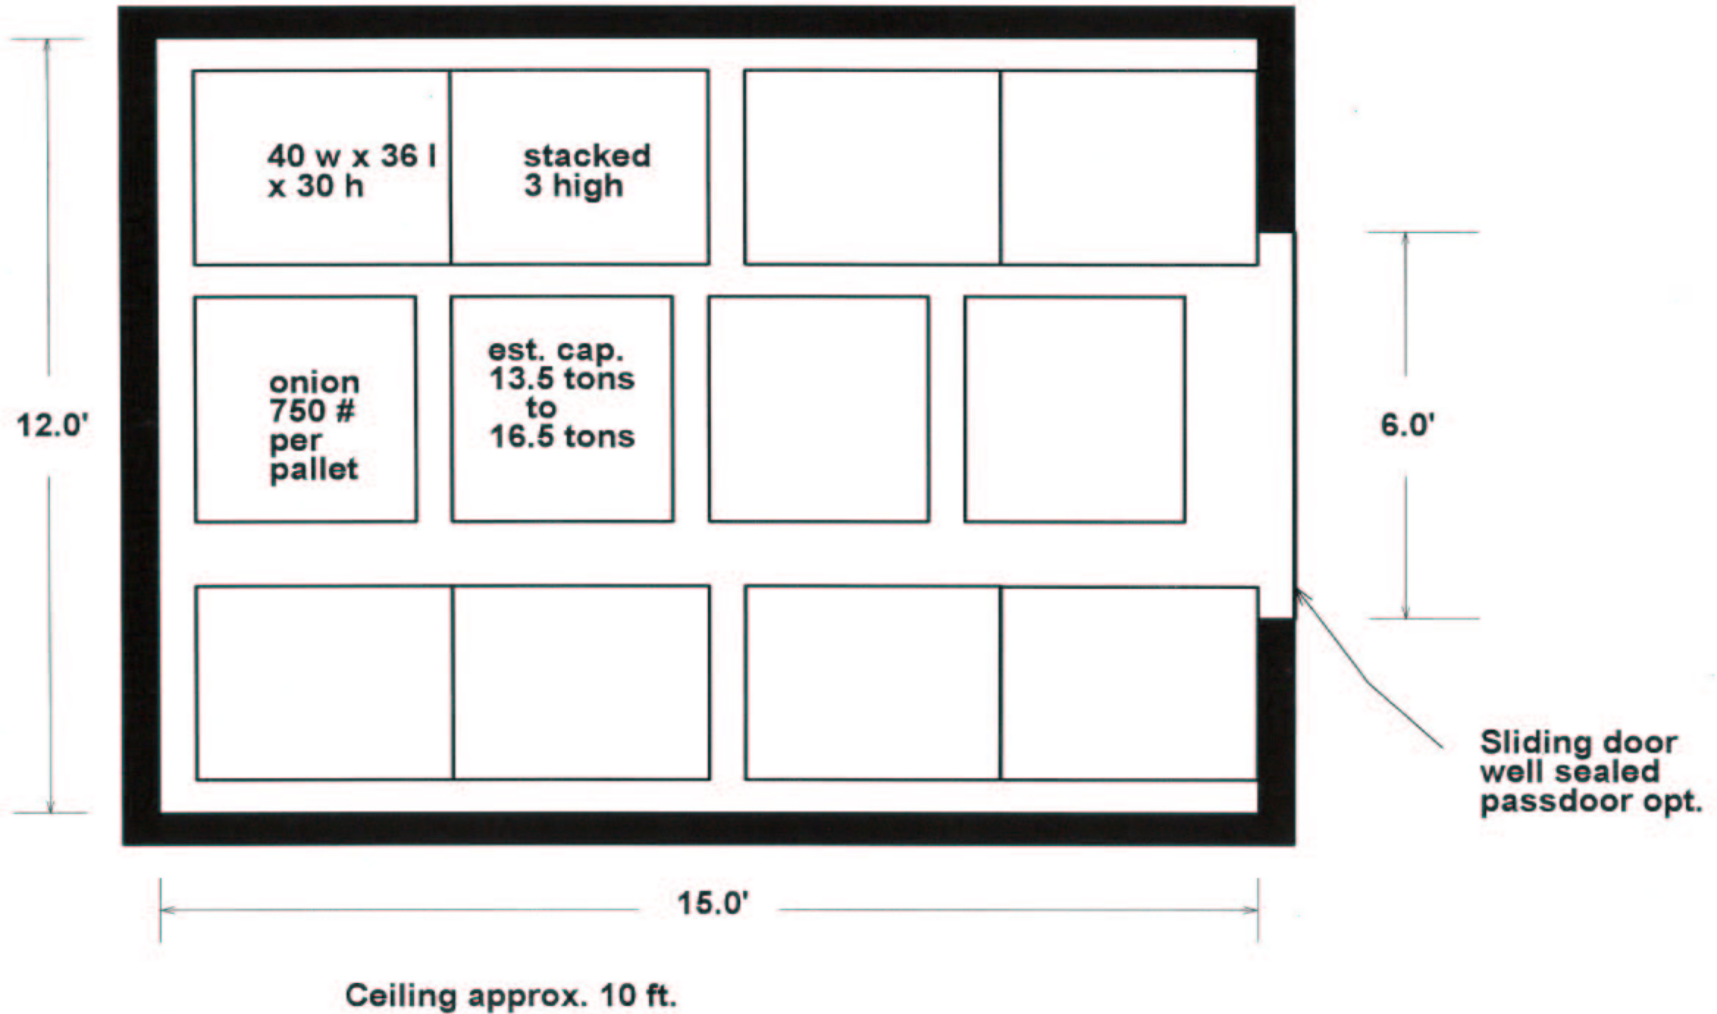 40 w x 36 l
x 30 h
stacked
3 high
onion
750 #
per
pallet
est. cap.
13.5 tons
to
16.5 tons
12.0'
6.0'
Sliding door
well sealed
passdoor opt.
15.0'
Ceiling approx. 10 ft.